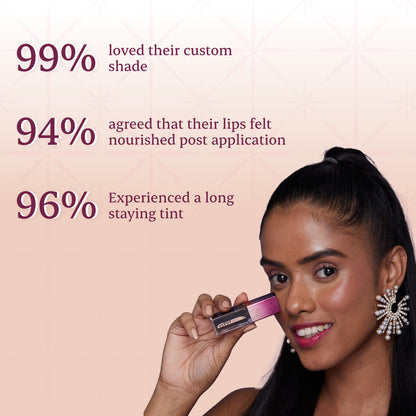 99% loved their custom
shade
94% agreed that their lips felt
nourished post application
96% Experienced a long
staying tint